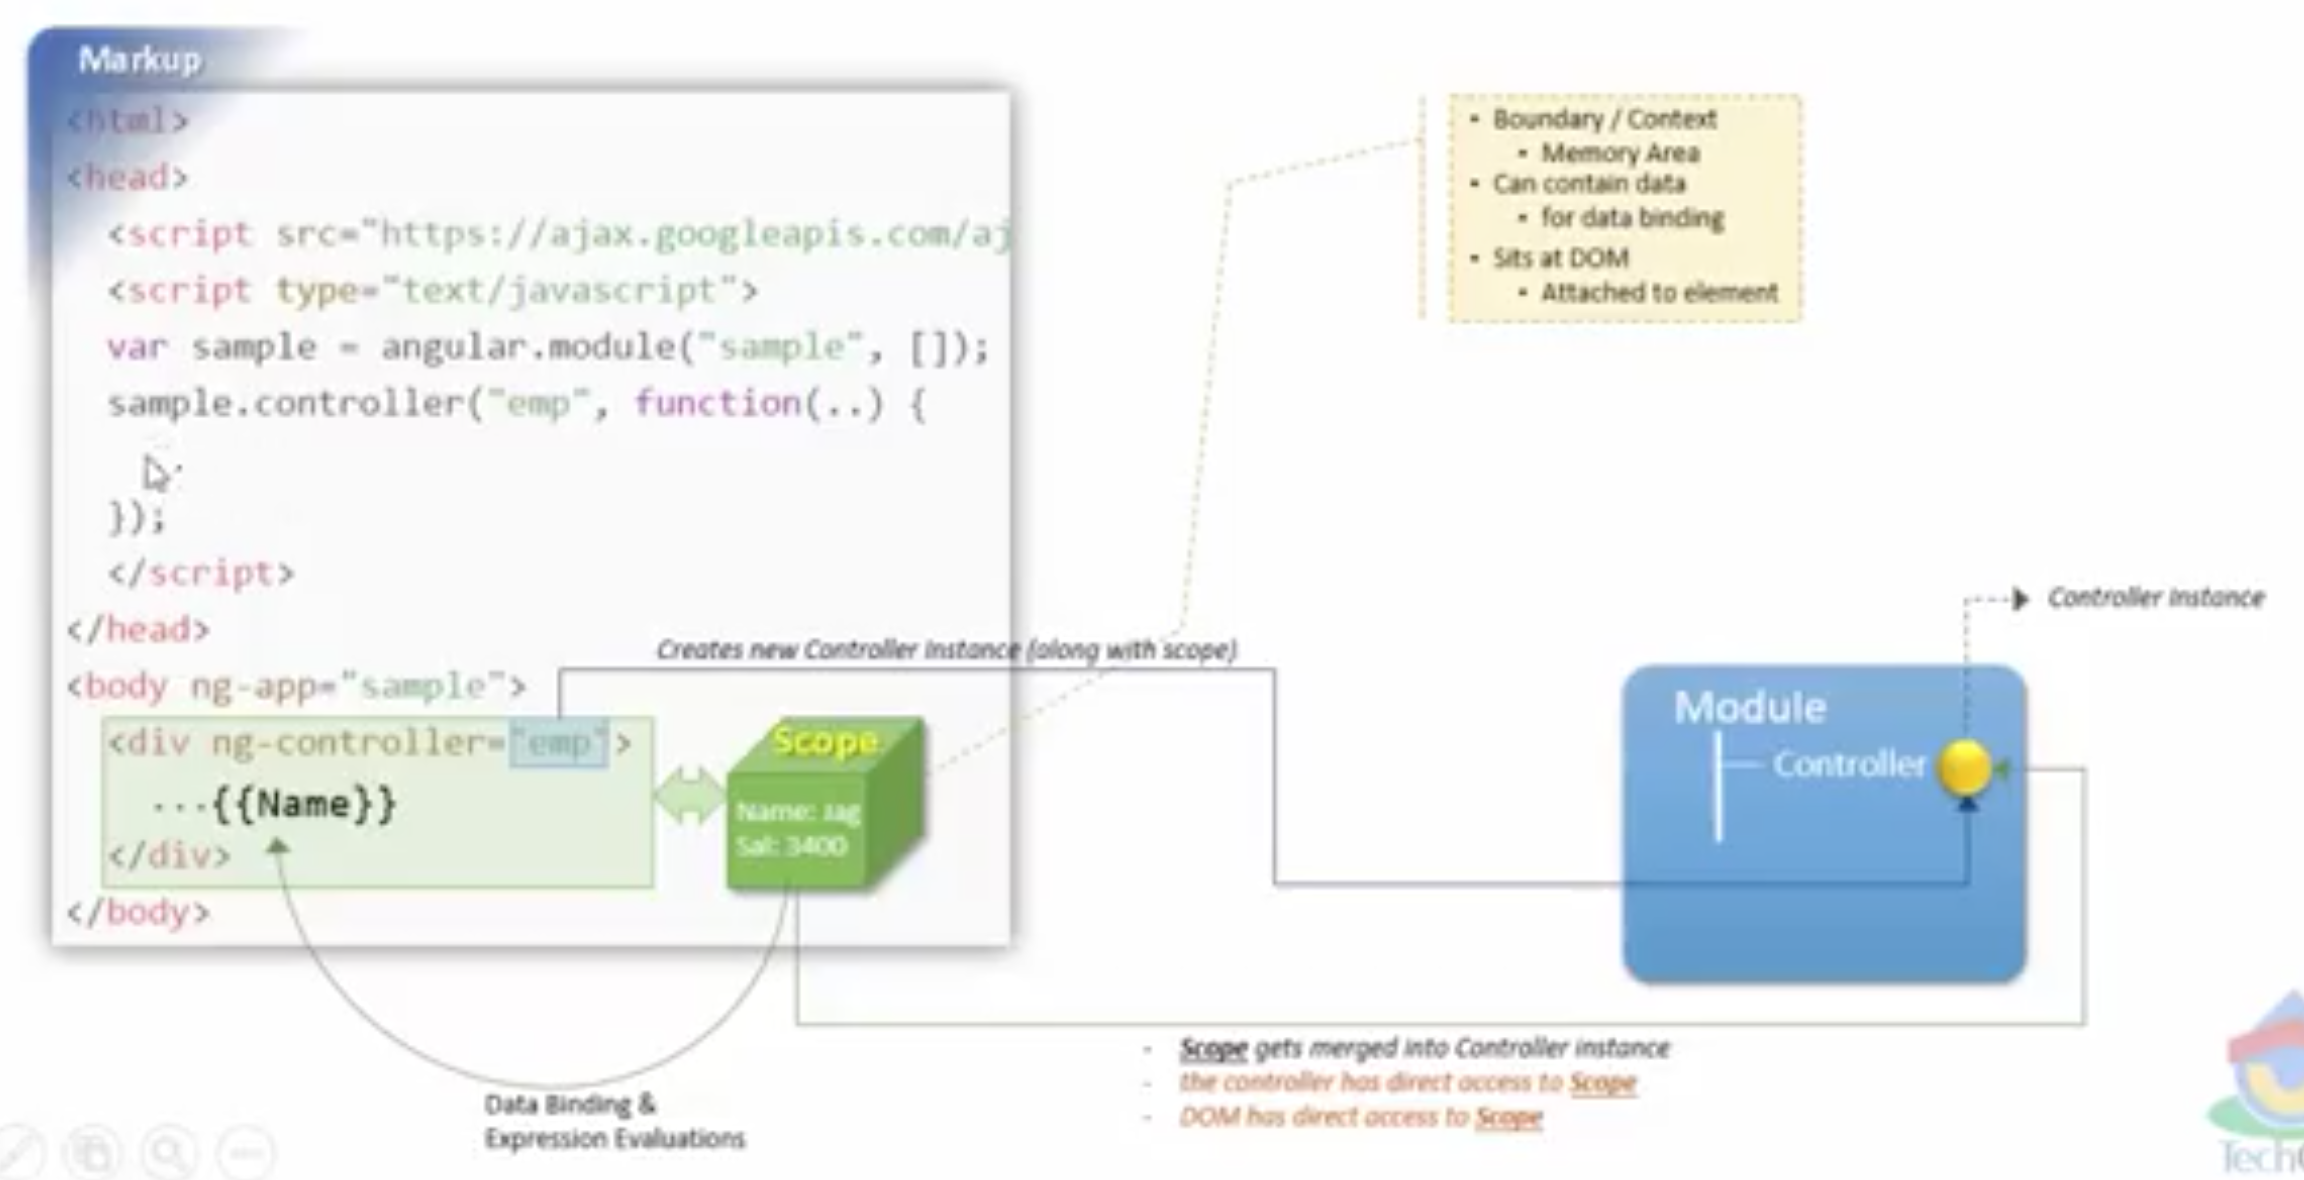 Markup
<html>
<head>
<script src="https://ajax.googleapis.com/aj
<script type="text/javascript">
var sample = angular.module("sample", []);
sample.controller("emp", function(..) {
});
</script>
</head>
<body ng-app="sample">
<div ng-controller="emp">
...{{Name}}
</div>
</body>
Scope
Name: Jag
Sal: 3400
Creates new Controller Instance (along with scope)
• Boundary / Context
• Memory Area
• Can contain data
• for data binding
• Sits at DOM
• Attached to element
Controller Instance
Module
Controller
Data Binding &
Expression Evaluations
- Scope gets merged into Controller instance
- the controller has direct access to Scope
- DOM has direct access to Scope
Tech